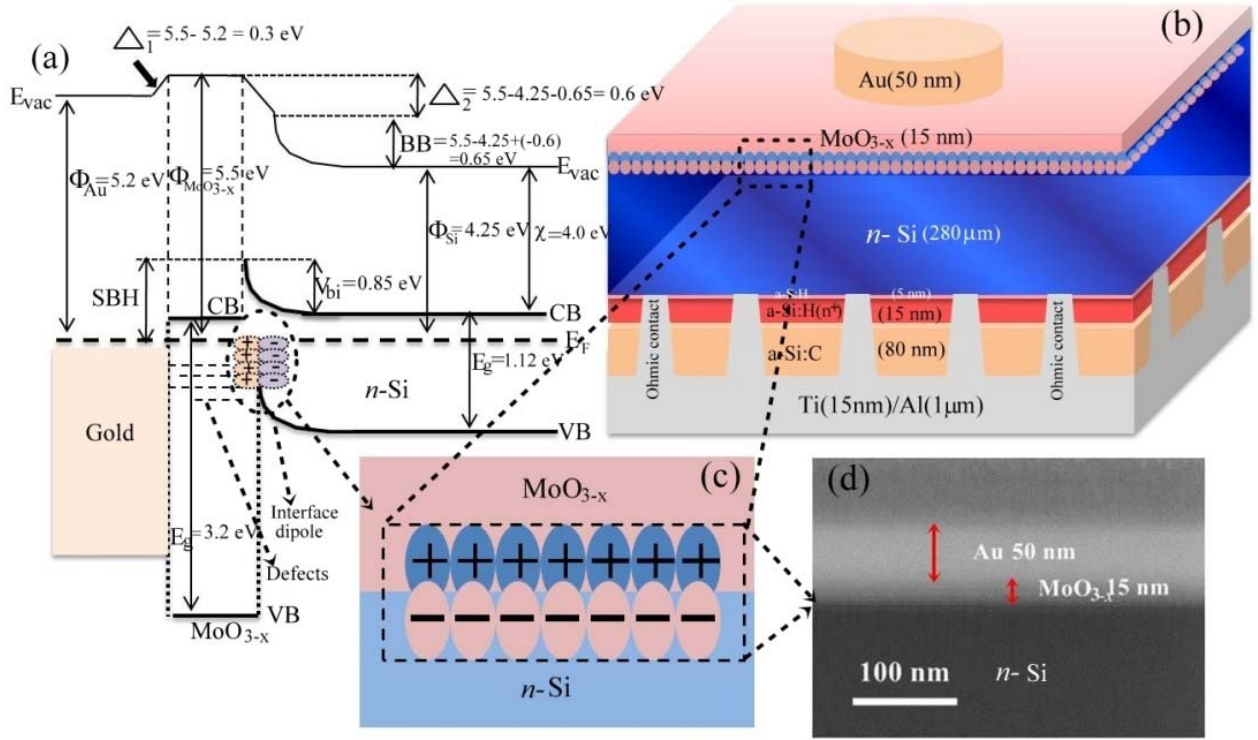 (a)
△₁= 5.5- 5.2 = 0.3 eV
Evac
△₂= 5.5-4.25-0.65= 0.6 eV
BB= 5.5-4.25+(-0.6)
=0.65 eV
Evac
ΦAu=5.2 eV
ΦMoO3-x=5.5 eV
ΦSi=4.25 eV
χ=4.0 eV
SBH
Vbi=0.85 eV
CB
CB
EF
Eg=1.12 eV
n-Si
VB
Gold
Interface
dipole
Eg=3.2 eV
Defects
VB
MoO3-x
(b)
Au(50 nm)
MoO3-x (15 nm)
n- Si (280 μm)
a-Si:H (5 nm)
a-Si:H(n+) (15 nm)
a-Si:C (80 nm)
Ohmic contact
Ohmic contact
Ti(15nm)/Al(1μm)
(c)
MoO3-x
+ + + + + + +
− − − − − − −
n- Si
(d)
Au 50 nm
MoO3-x 15 nm
100 nm
n- Si